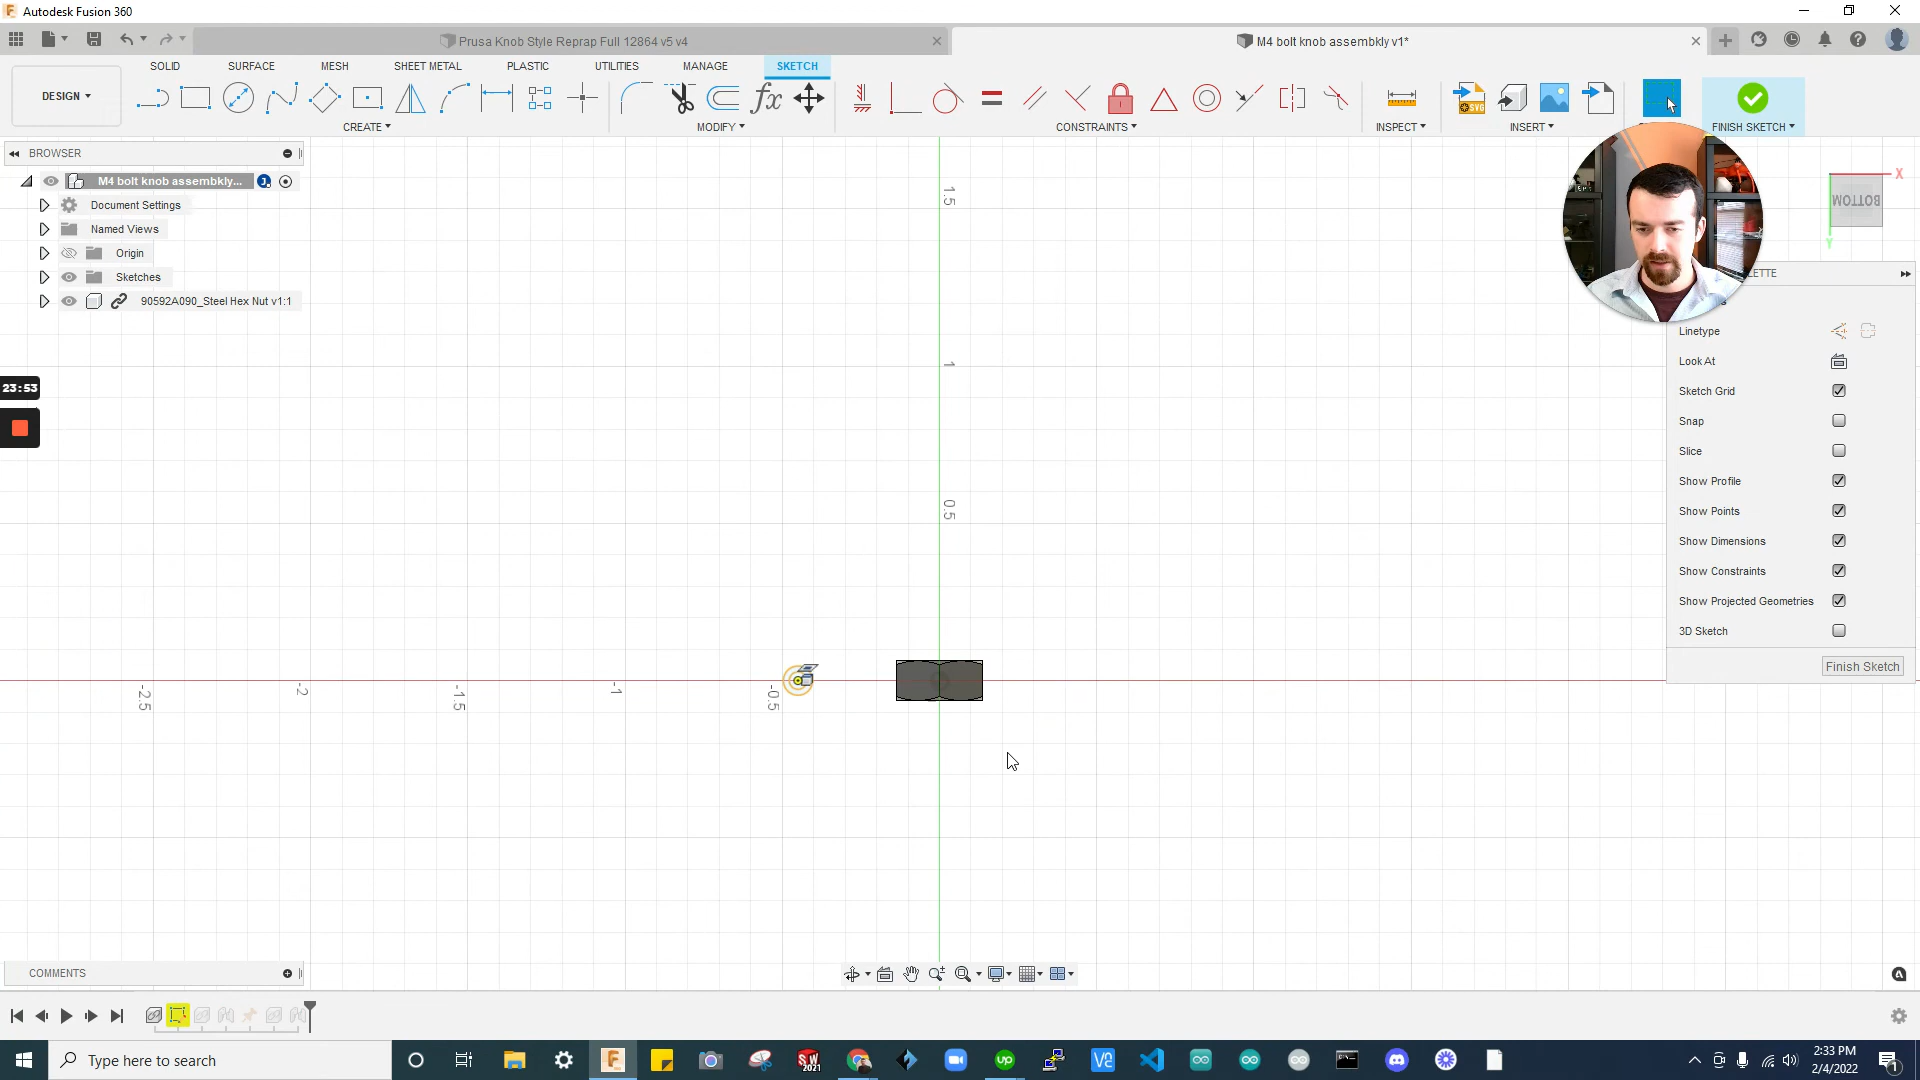 Autodesk Fusion 360
Prusa Knob Style Reprap Full 12864 v5 v4
M4 bolt knob assembkly v1*
DESIGN
SOLID SURFACE MESH SHEET METAL PLASTIC UTILITIES MANAGE SKETCH
CREATE MODIFY CONSTRAINTS INSPECT INSERT FINISH SKETCH
BROWSER
M4 bolt knob assembkly...
Document Settings
Named Views
Origin
Sketches
90592A090_Steel Hex Nut v1:1
23:53
1.5
1
0.5
-2.5
-2
-1.5
-1
-0.5
X
BOTTOM
Y
Linetype
Look At
Sketch Grid
Snap
Slice
Show Profile
Show Points
Show Dimensions
Show Constraints
Show Projected Geometries
3D Sketch
Finish Sketch
COMMENTS
Type here to search
2:33 PM
2/4/2022